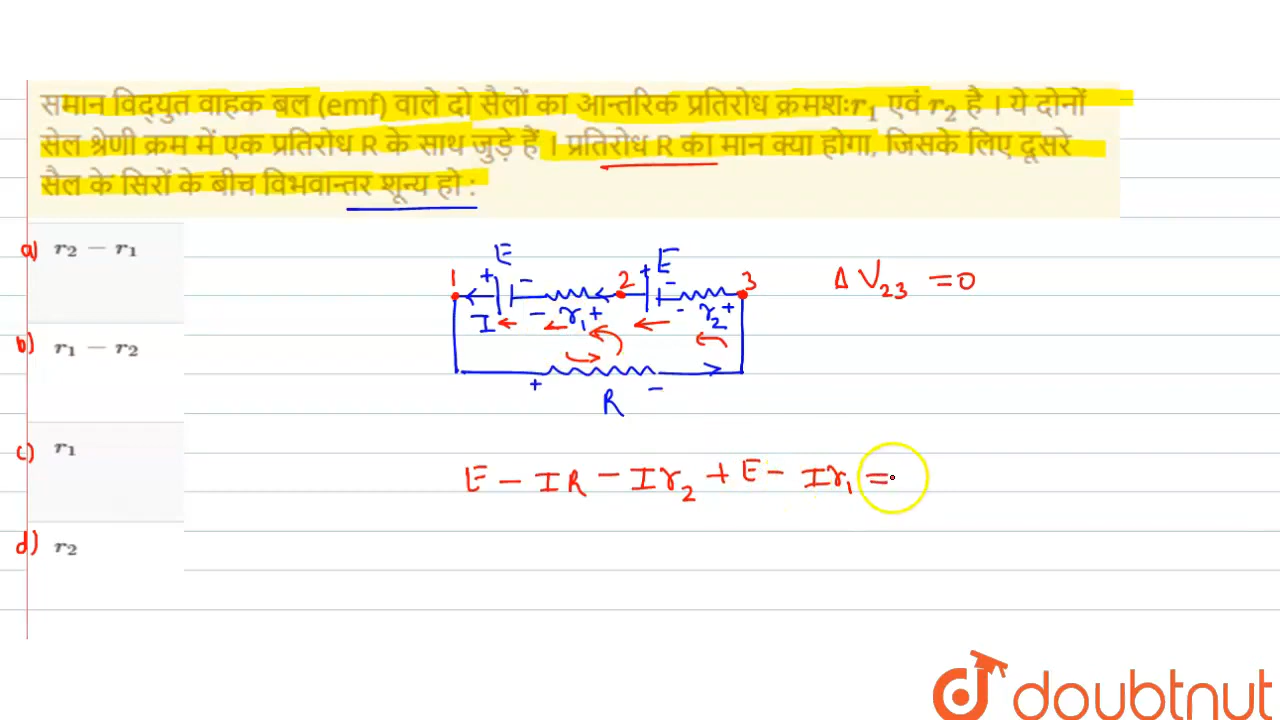 समान विद्युत वाहक बल (emf) वाले दो सैलों का आन्तरिक प्रतिरोध क्रमशः r₁ एवं r₂ है । ये दोनों
सेल श्रेणी क्रम में एक प्रतिरोध R के साथ जुड़े हैं । प्रतिरोध R का मान क्या होगा, जिसके लिए दूसरे
सैल के सिरों के बीच विभवान्तर शून्य हो :
a) r₂ − r₁
b) r₁ − r₂
c) r₁
d) r₂
E E
1 + − 2 + − 3
I − r₁ + − r₂ +
+ −
R
Δ V₂₃ = 0
E − IR − Ir₂ + E − Ir₁ =
doubtnut